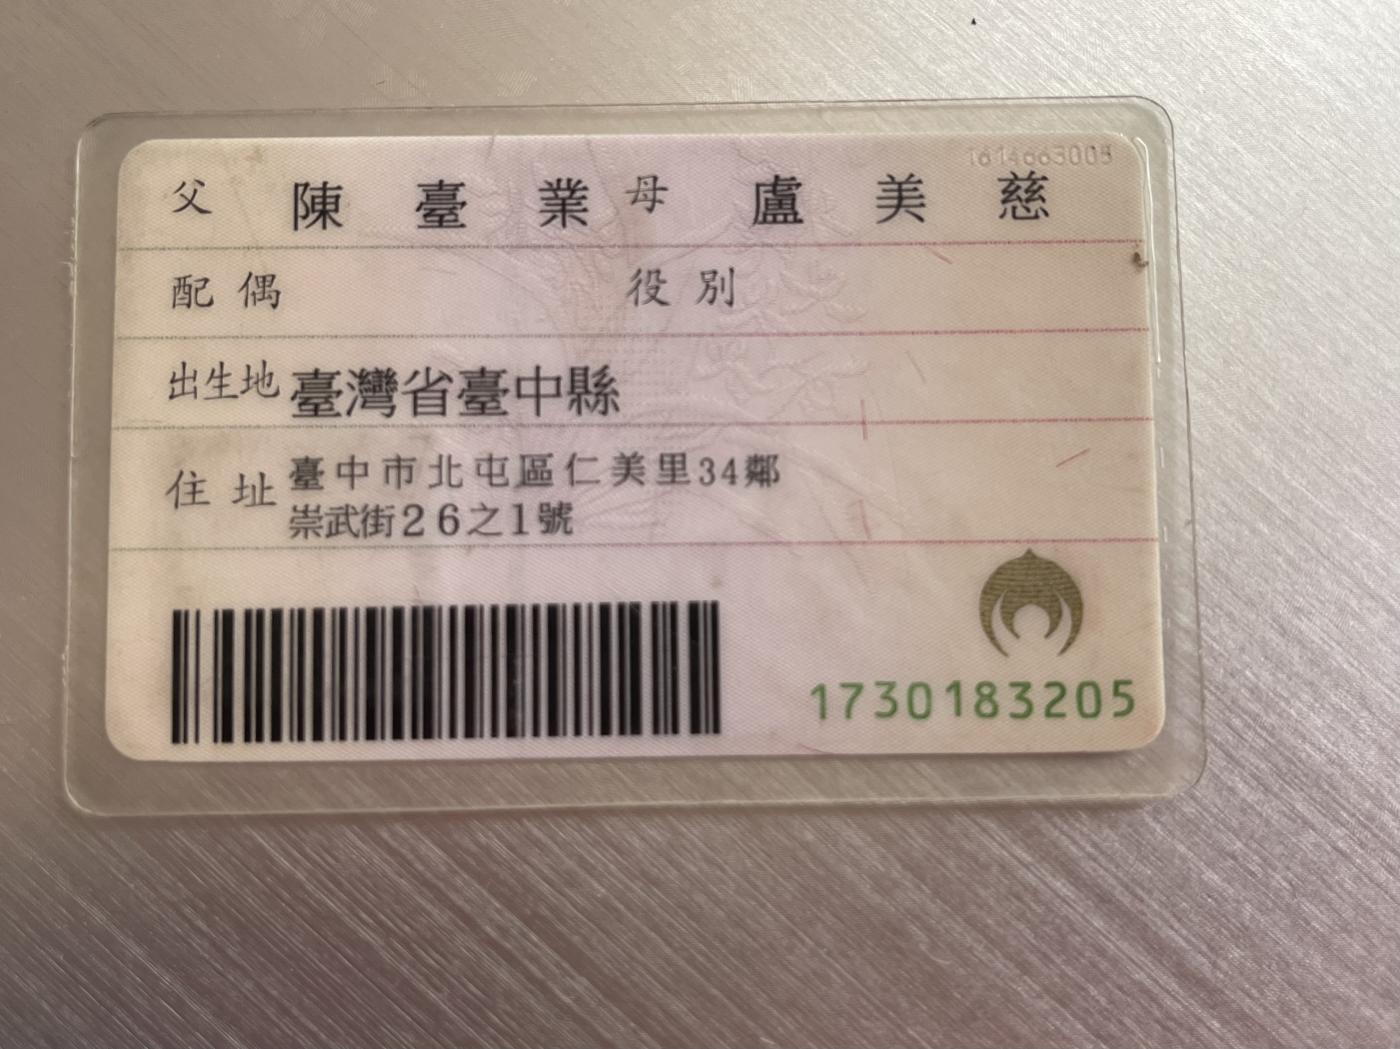 1614663005
父 陳臺業 母 盧美慈
配偶 役別
出生地 臺灣省臺中縣
住址 臺中市北屯區仁美里34鄰
崇武街26之1號
1730183205